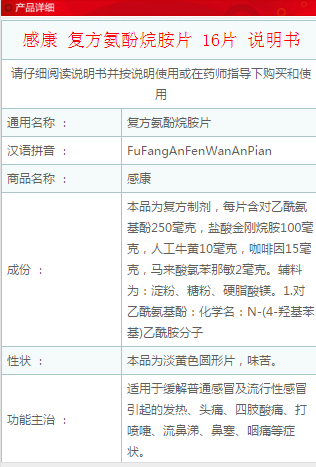 产品详细
感康 复方氨酚烷胺片 16片 说明书
请仔细阅读说明书并按说明使用或在药师指导下购买和使
用
通用名称 ： 复方氨酚烷胺片
汉语拼音 ： FuFangAnFenWanAnPian
商品名称 ： 感康
成份 ： 本品为复方制剂，每片含对乙酰氨
基酚250毫克，盐酸金刚烷胺100毫
克，人工牛黄10毫克，咖啡因15毫
克，马来酸氯苯那敏2毫克。辅料
为：淀粉、糖粉、硬脂酸镁。1.对
乙酰氨基酚：化学名：N-(4-羟基苯
基)乙酰胺分子
性状 ： 本品为淡黄色圆形片，味苦。
功能主治 ： 适用于缓解普通感冒及流行性感冒
引起的发热、头痛、四肢酸痛、打
喷嚏、流鼻涕、鼻塞、咽痛等症
状。